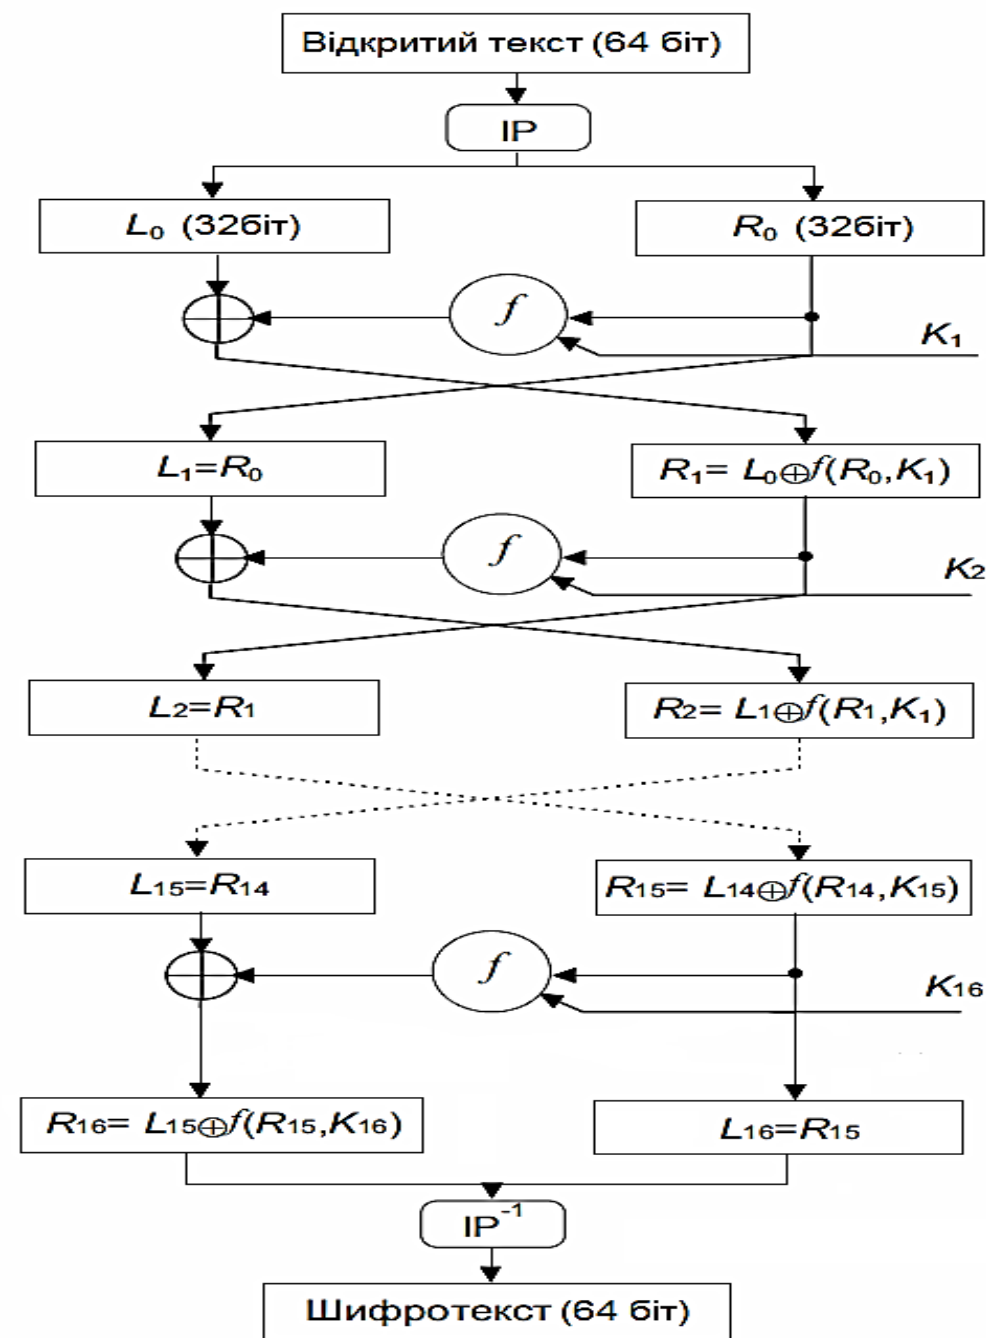 Відкритий текст (64 біт)
IP
L₀ (32біт)
R₀ (32біт)
f
K₁
L₁=R₀
R₁= L₀⊕f(R₀,K₁)
f
K₂
L₂=R₁
R₂= L₁⊕f(R₁,K₁)
L₁₅=R₁₄
R₁₅= L₁₄⊕f(R₁₄,K₁₅)
f
K₁₆
R₁₆= L₁₅⊕f(R₁₅,K₁₆)
L₁₆=R₁₅
IP⁻¹
Шифротекст (64 біт)